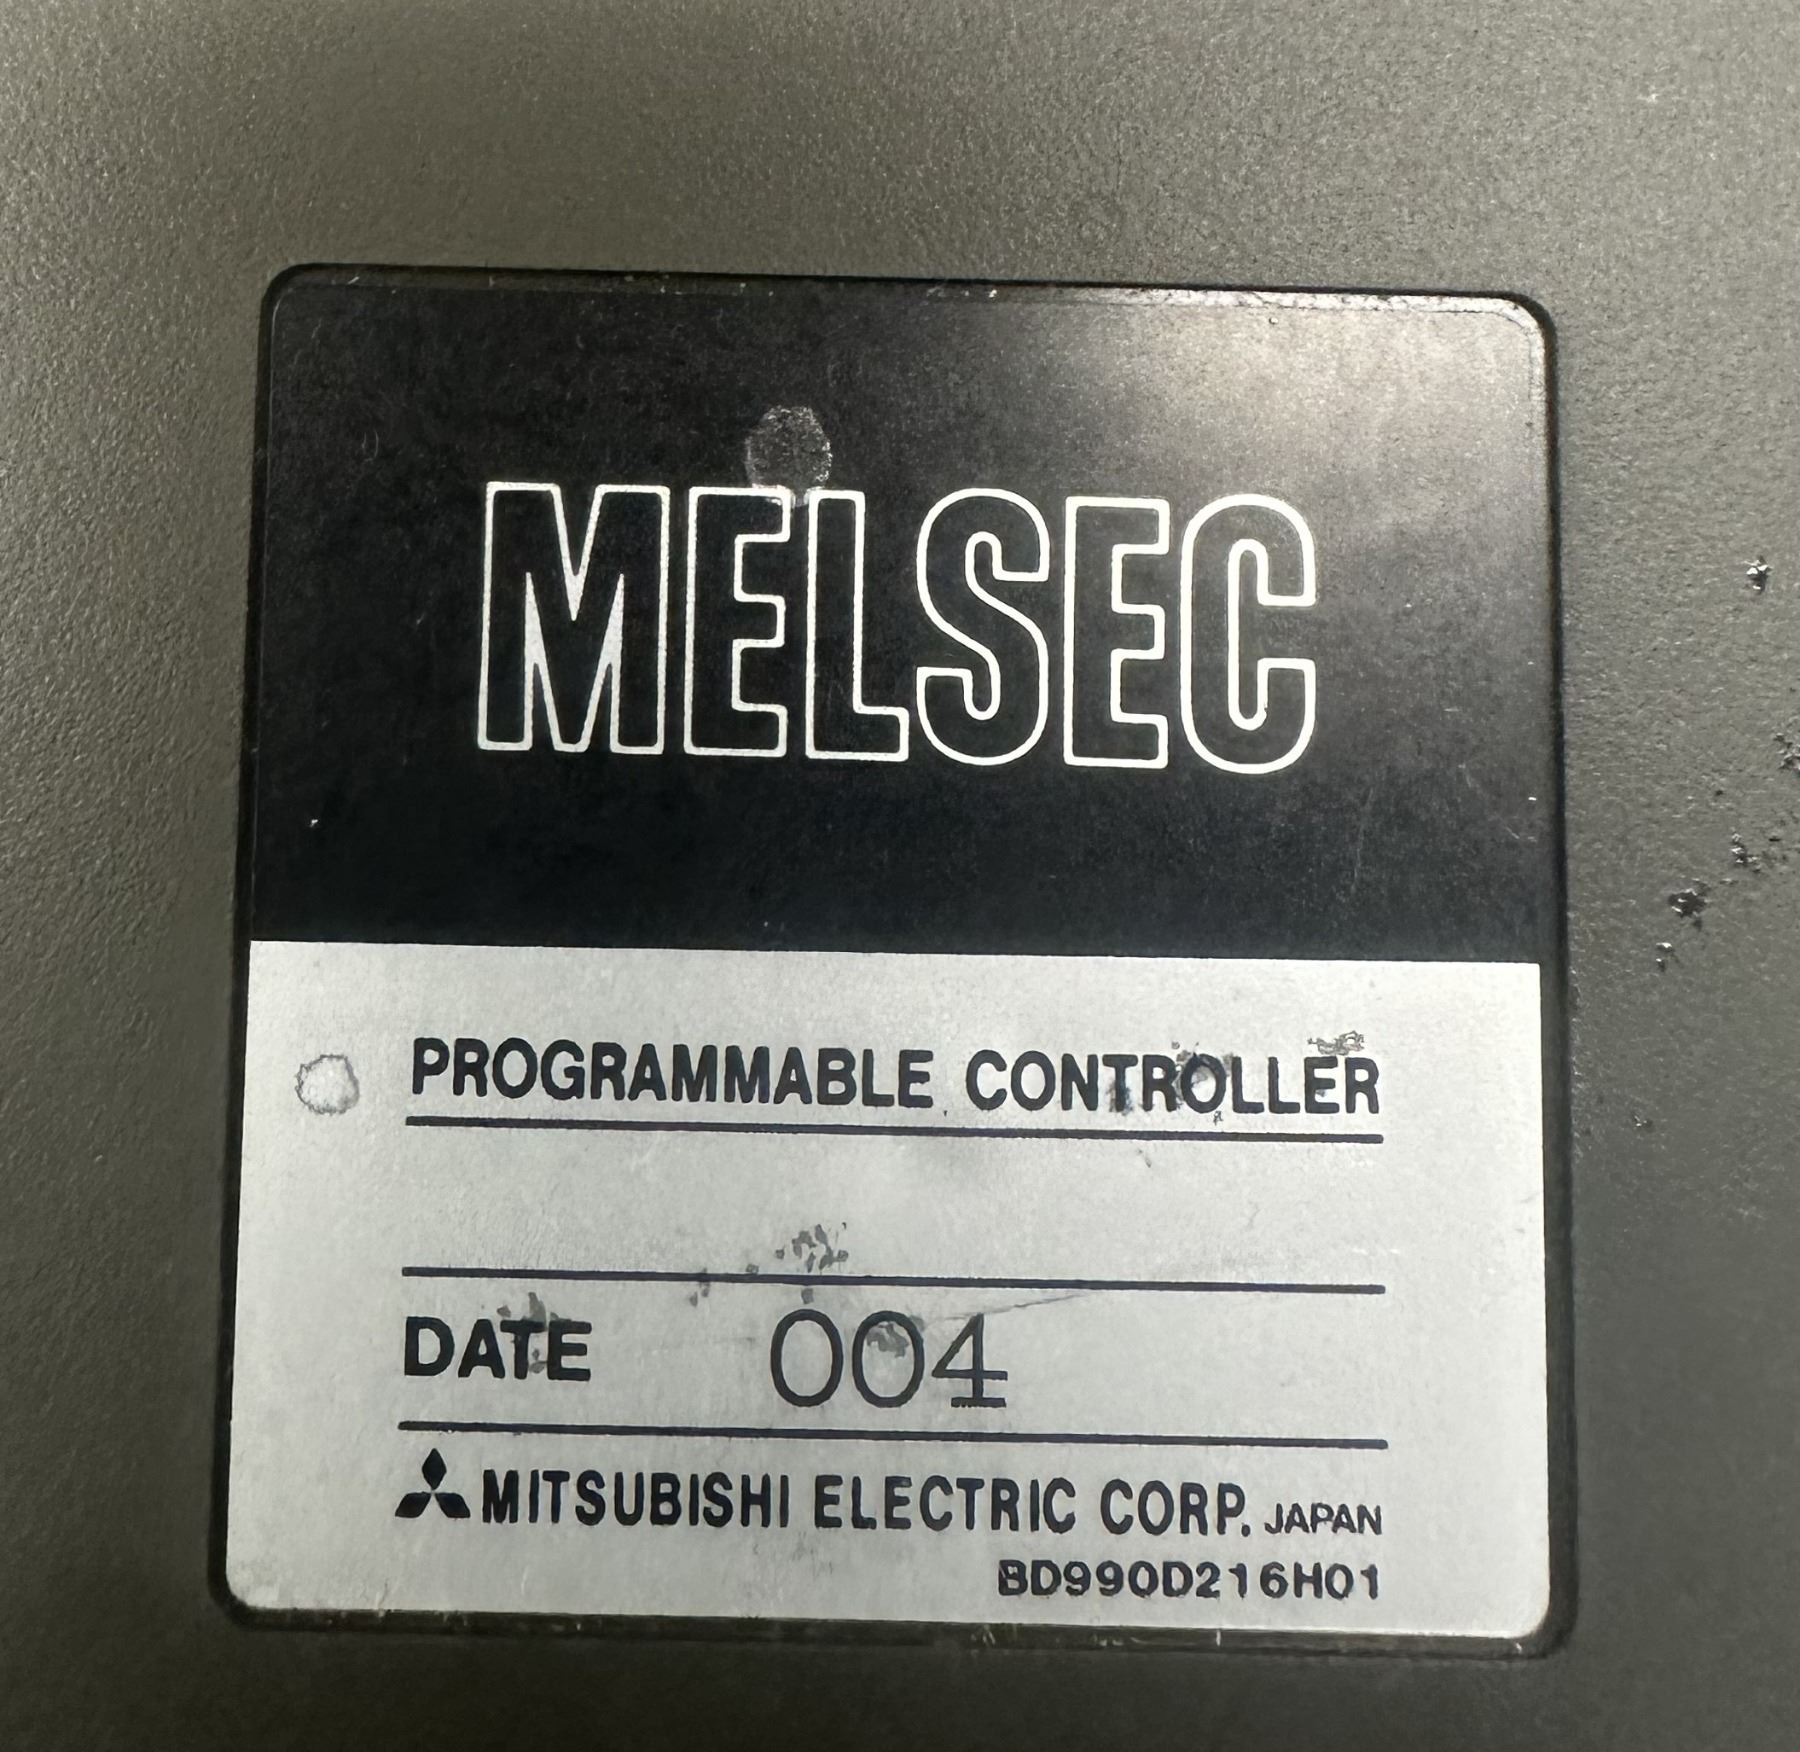 MELSEC
PROGRAMMABLE CONTROLLER
DATE 004
MITSUBISHI ELECTRIC CORP. JAPAN
BD990D216H01